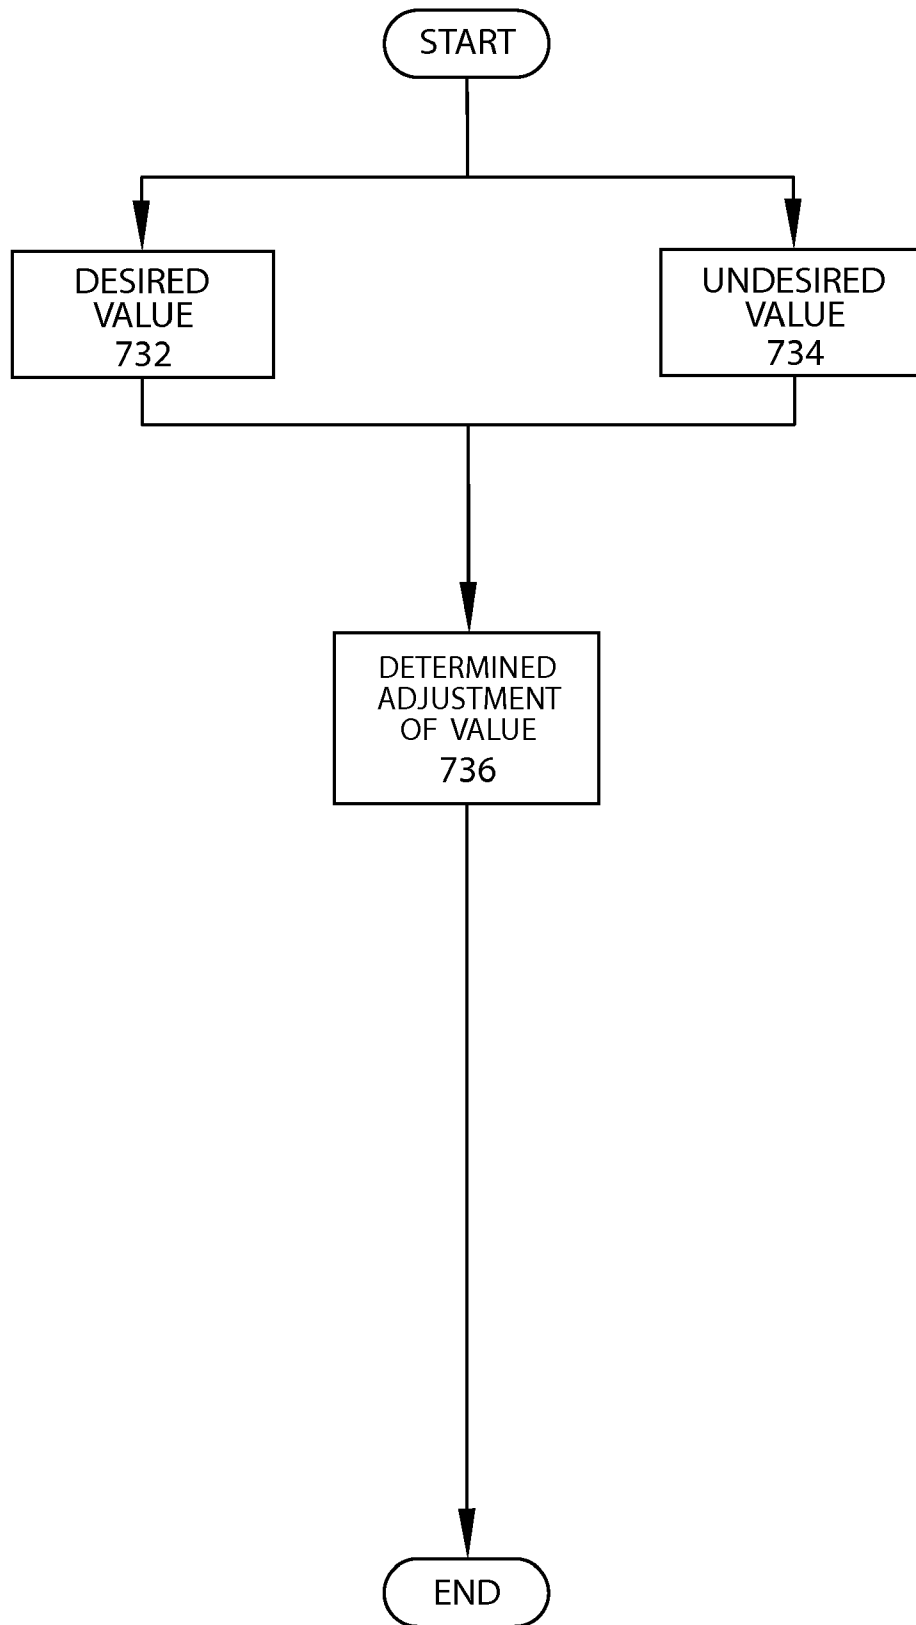 START
DESIRED
VALUE
732
UNDESIRED
VALUE
734
DETERMINED
ADJUSTMENT
OF VALUE
736
END